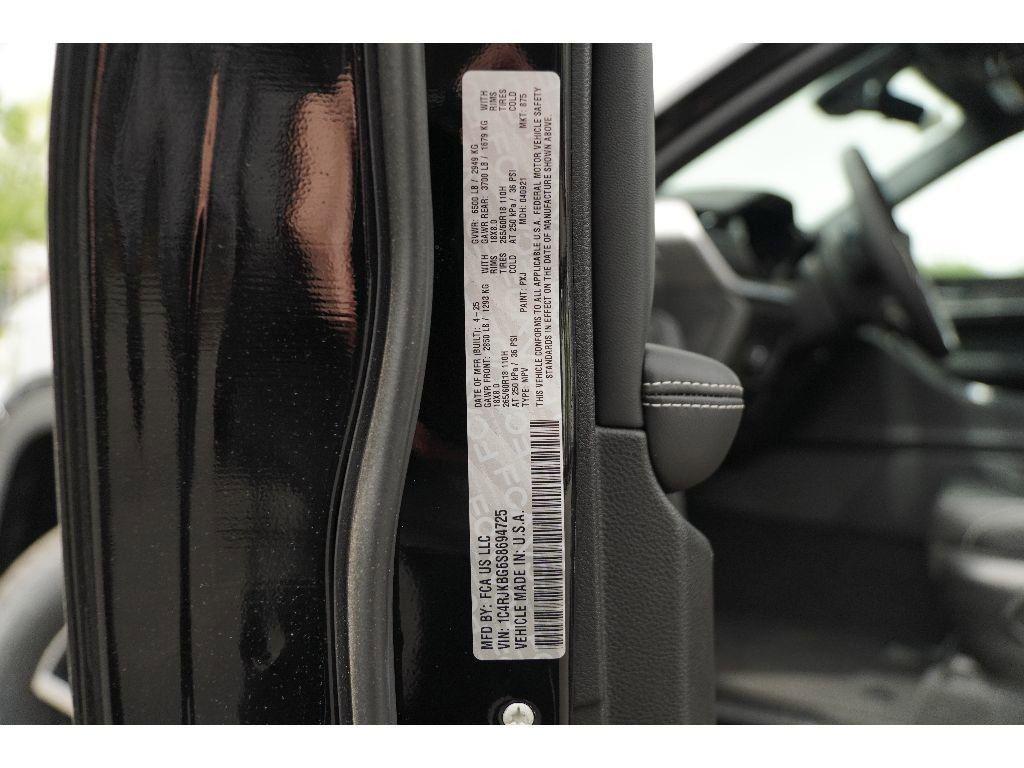 MFD BY: FCA US LLC
VIN: 1C4RJKBG6S8694725
VEHICLE MADE IN: U.S.A.
DATE OF MFR (BUILT): 4-25 GVWR: 6500 LB / 2949 KG
GAWR FRONT: 2850 LB / 1293 KG WITH GAWR REAR: 3700 LB / 1679 KG WITH
18X8.0 RIMS 18X8.0 RIMS
265/60R18 110H TIRES 265/60R18 110H TIRES
AT 250 kPa / 36 PSI COLD AT 250 kPa / 36 PSI COLD
TYPE: MPV PAINT: PXJ MDH: 040921 MKT: 875
THIS VEHICLE CONFORMS TO ALL APPLICABLE U.S.A. FEDERAL MOTOR VEHICLE SAFETY
STANDARDS IN EFFECT ON THE DATE OF MANUFACTURE SHOWN ABOVE.